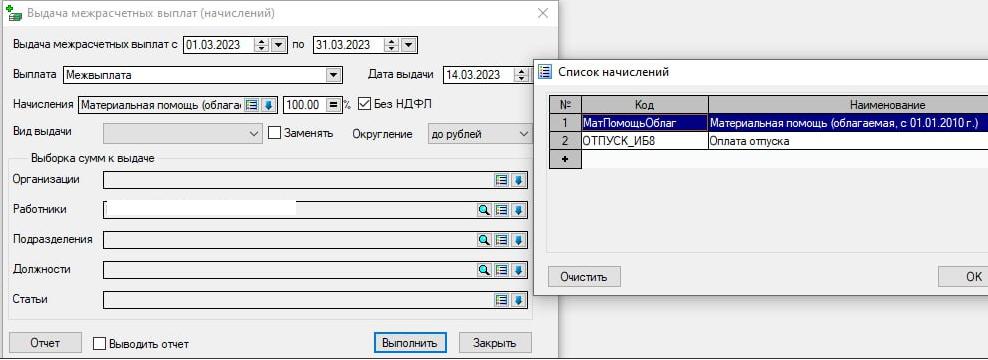 Выдача межрасчетных выплат (начислений)
Выдача межрасчетных выплат с 01.03.2023 по 31.03.2023
Выплата Межвыплата Дата выдачи 14.03.2023
Начисления Материальная помощь (облагае 100.00 = % Без НДФЛ
Вид выдачи Заменять Округление до рублей
Выборка сумм к выдаче
Организации
Работники
Подразделения
Должности
Статьи
Отчет Выводить отчет Выполнить Закрыть
Список начислений
№ Код Наименование
1 МатПомощьОблаг Материальная помощь (облагаемая, с 01.01.2010 г.)
2 ОТПУСК_ИБ8 Оплата отпуска
+
Очистить OK